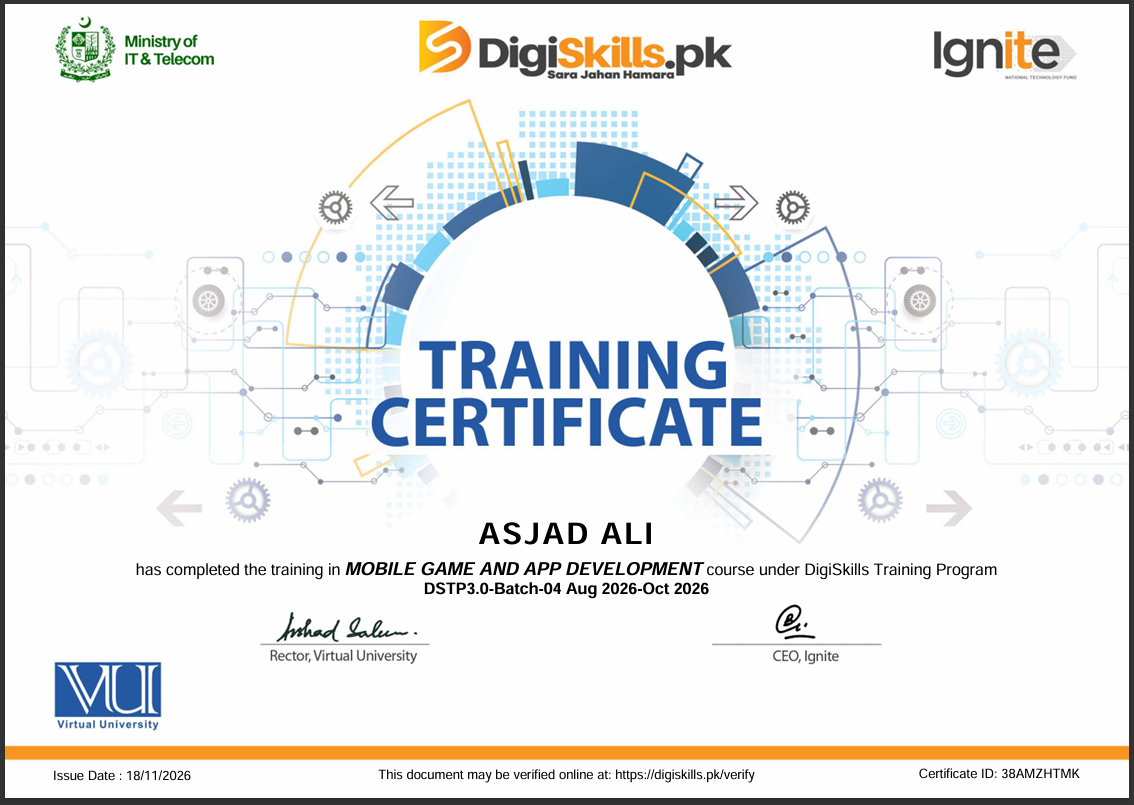 Ministry of
IT & Telecom
DigiSkills.pk
Sara Jahan Hamara
Ignite
NATIONAL TECHNOLOGY FUND
TRAINING
CERTIFICATE
ASJAD ALI
has completed the training in MOBILE GAME AND APP DEVELOPMENT course under DigiSkills Training Program
DSTP3.0-Batch-04 Aug 2026-Oct 2026
Arshad Saleem.
Rector, Virtual University
CEO, Ignite
VU
Virtual University
Issue Date : 18/11/2026
This document may be verified online at: https://digiskills.pk/verify
Certificate ID: 38AMZHTMK